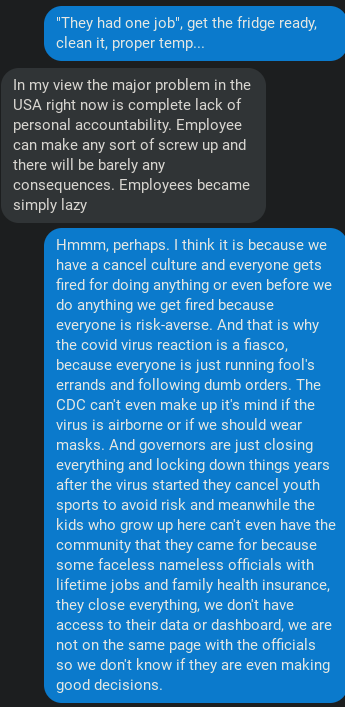 "They had one job", get the fridge ready,
clean it, proper temp...
In my view the major problem in the
USA right now is complete lack of
personal accountability. Employee
can make any sort of screw up and
there will be barely any
consequences. Employees became
simply lazy
Hmmm, perhaps. I think it is because we
have a cancel culture and everyone gets
fired for doing anything or even before we
do anything we get fired because
everyone is risk-averse. And that is why
the covid virus reaction is a fiasco,
because everyone is just running fool's
errands and following dumb orders. The
CDC can't even make up it's mind if the
virus is airborne or if we should wear
masks. And governors are just closing
everything and locking down things years
after the virus started they cancel youth
sports to avoid risk and meanwhile the
kids who grow up here can't even have the
community that they came for because
some faceless nameless officials with
lifetime jobs and family health insurance,
they close everything, we don't have
access to their data or dashboard, we are
not on the same page with the officials
so we don't know if they are even making
good decisions.